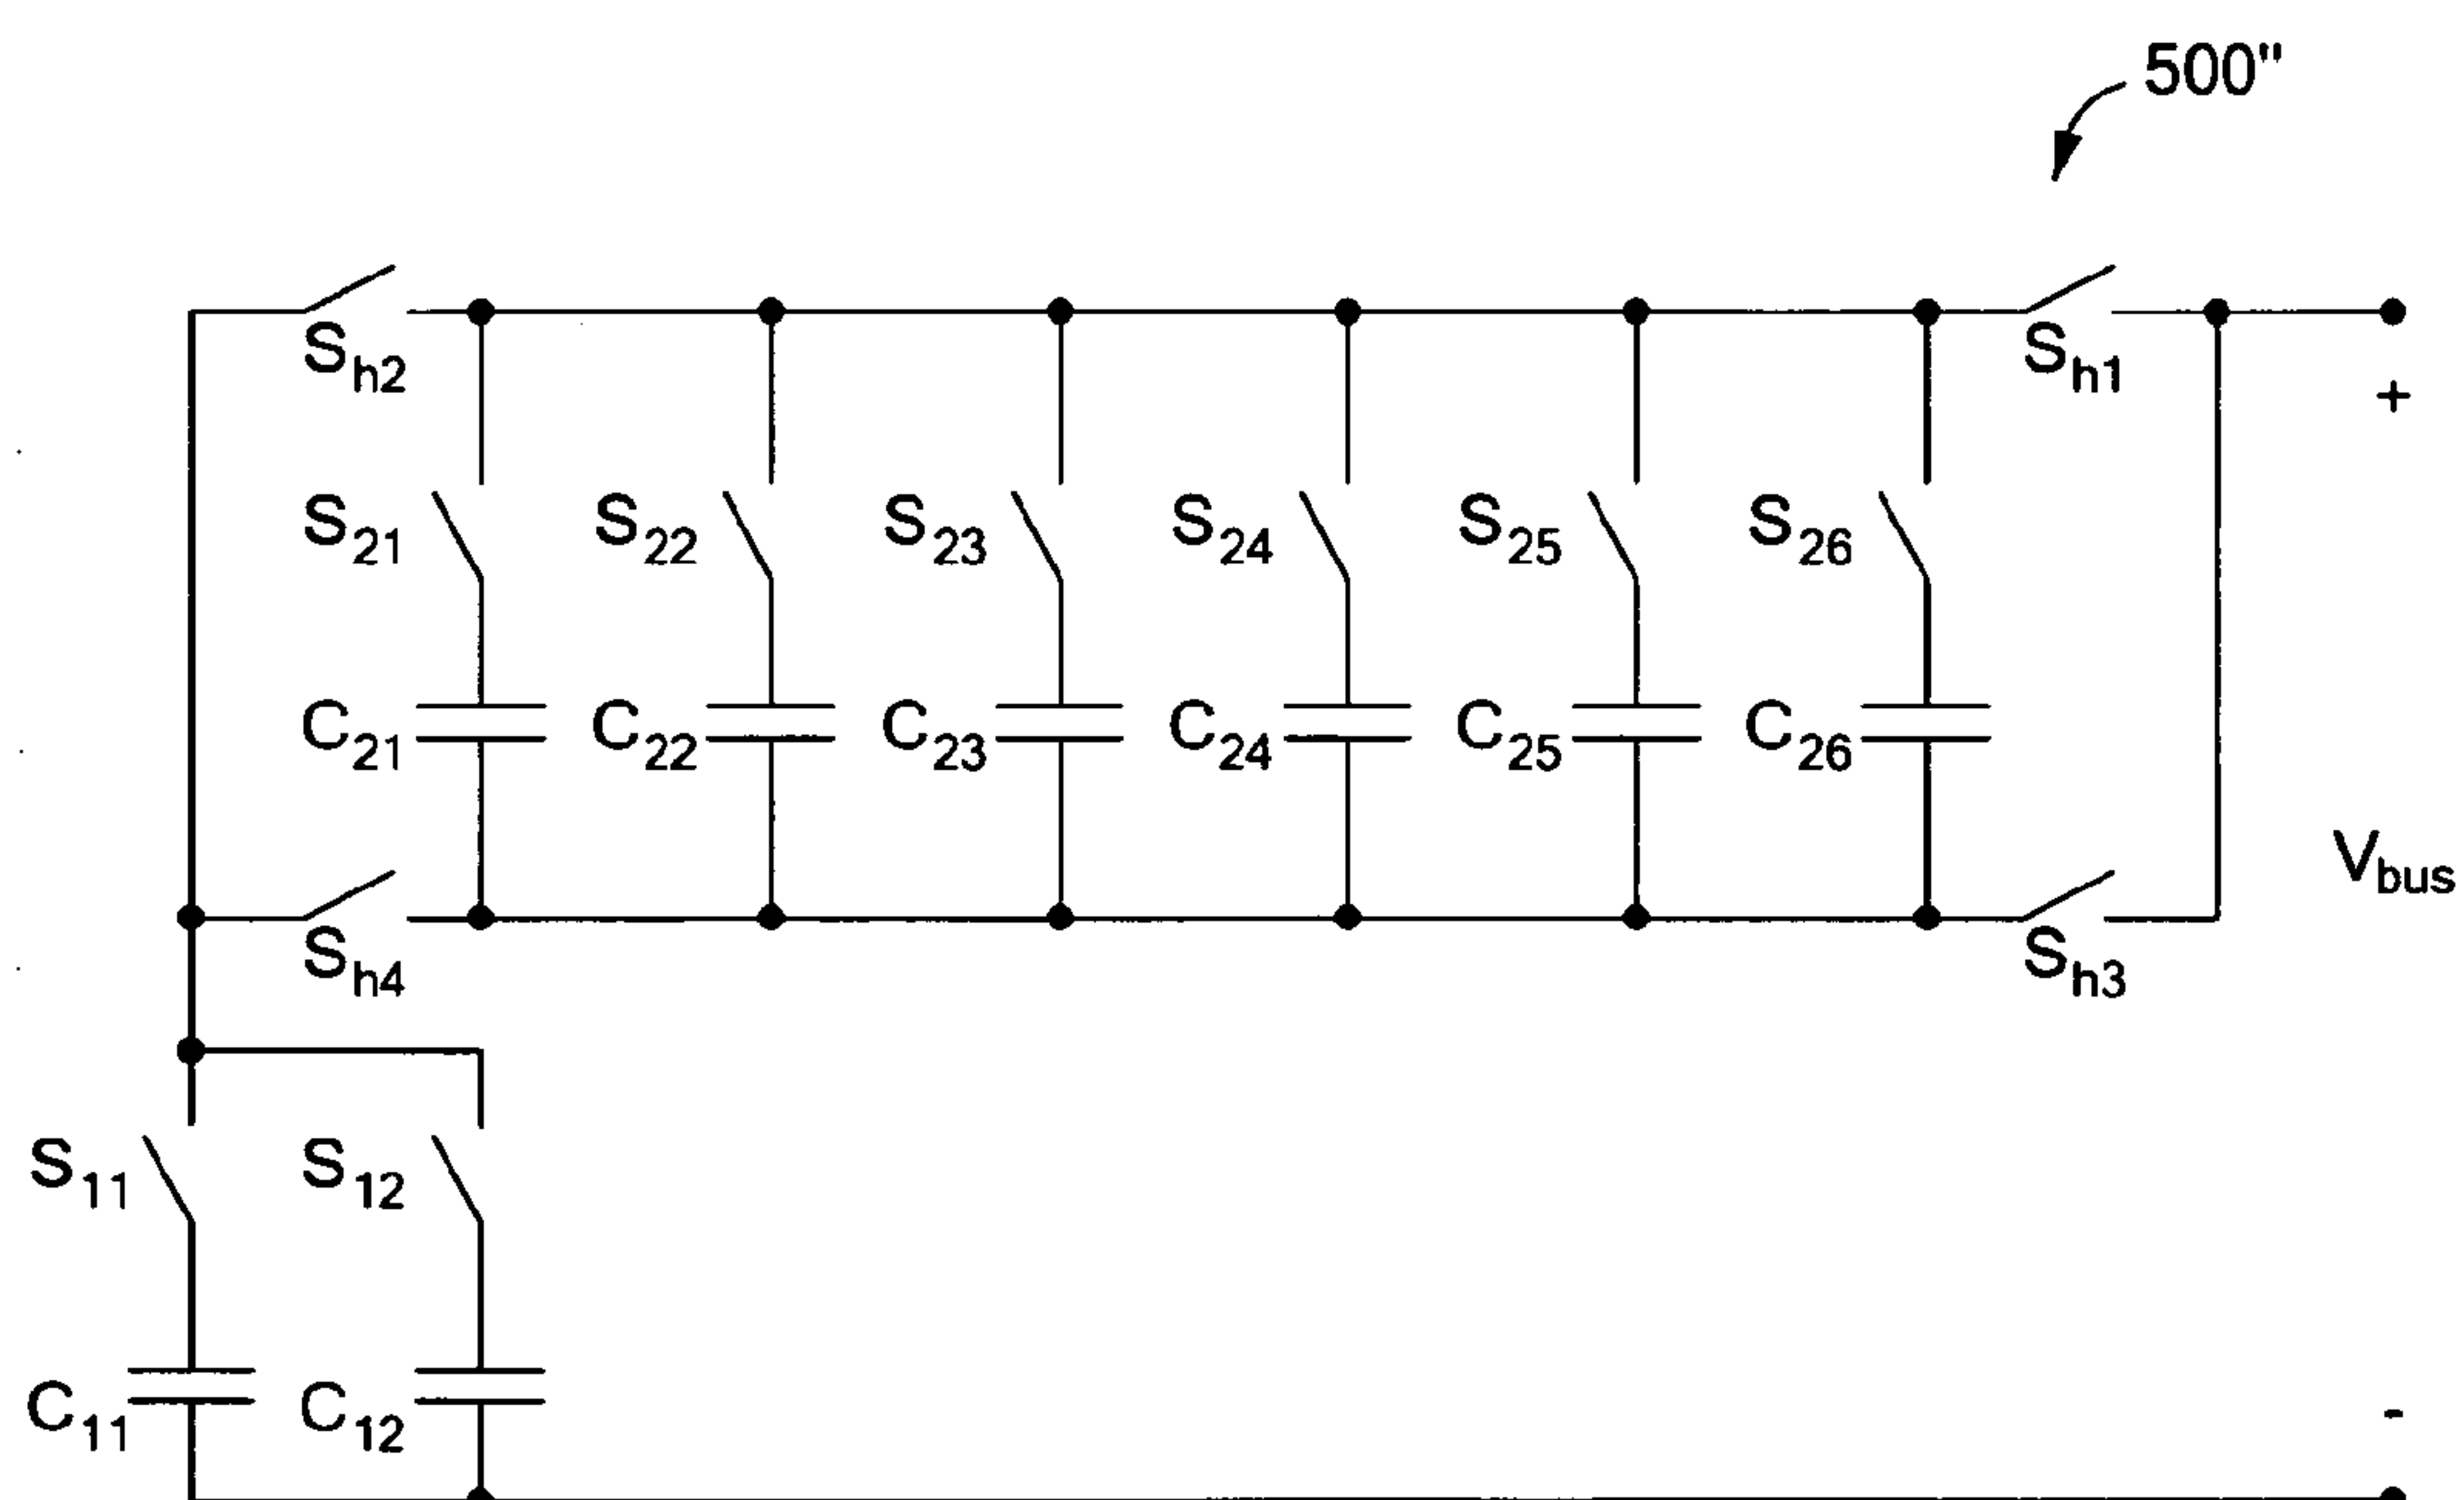 500"
Sh2 Sh1
+
S21 S22 S23 S24 S25 S26
C21 C22 C23 C24 C25 C26
Vbus
Sh4 Sh3
S11 S12
C11 C12
-